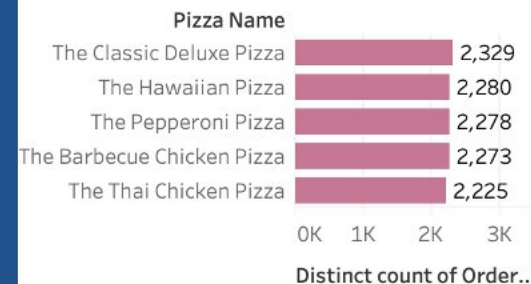 Pizza Name
The Classic Deluxe Pizza 2,329
The Hawaiian Pizza 2,280
The Pepperoni Pizza 2,278
The Barbecue Chicken Pizza 2,273
The Thai Chicken Pizza 2,225
0K 1K 2K 3K
Distinct count of Order..